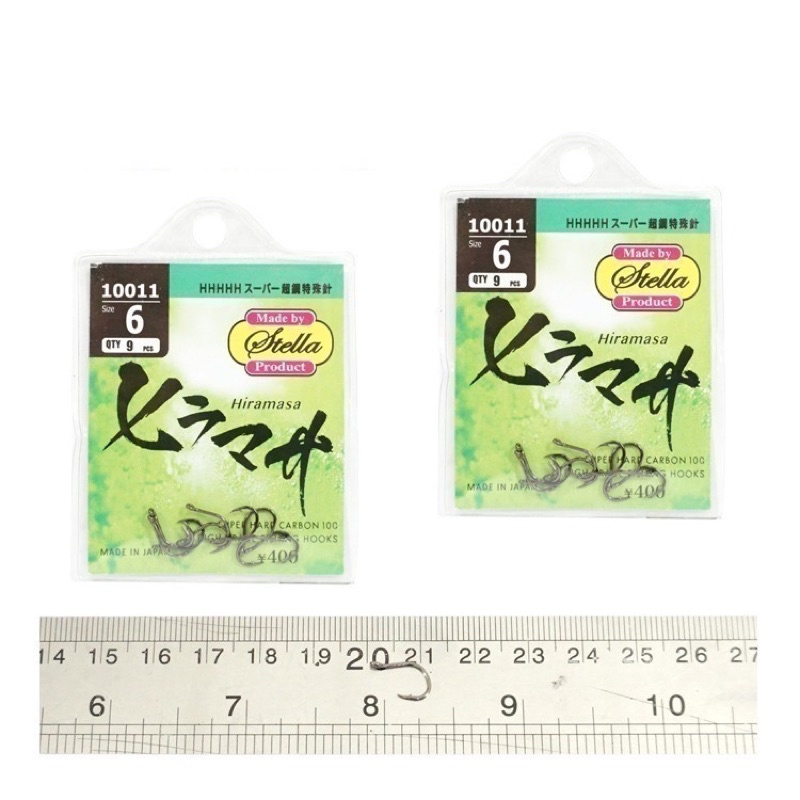 10011
Size 6
QTY 9 PCS
HHHHHスーパー超鋼特殊針
Made by
Stella
Product
Hiramasa
ヒラマサ
SUPER HARD CARBON 100
HOOKS
MADE IN JAPAN
¥400
10011
Size 6
QTY 9 PCS
HHHHHスーパー超鋼特殊針
Made by
Stella
Product
Hiramasa
ヒラマサ
SUPER HARD CARBON 100
HOOKS
MADE IN JAPAN
¥400
14 15 16 17 18 19 20 21 22 23 24 25 26 27
6 7 8 9 10